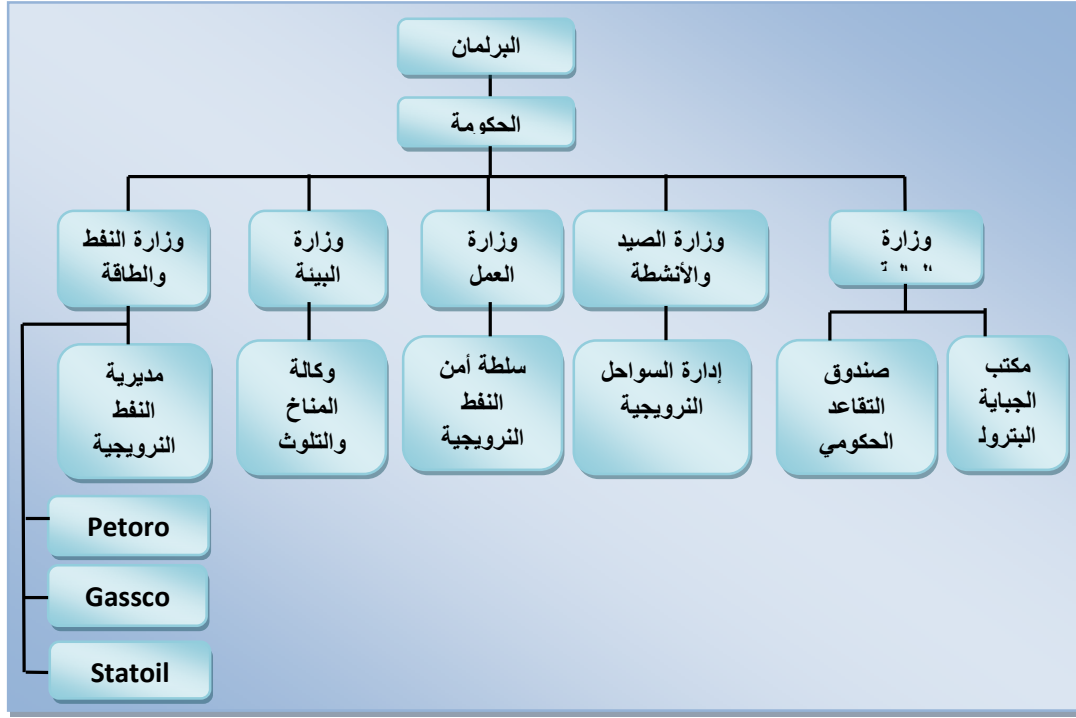 البرلمان
الحكومة
وزارة
وزارة الصيد
والأنشطة
وزارة
العمل
وزارة
البيئة
وزارة النفط
والطاقة
مكتب
الجباية
البترول
صندوق
التقاعد
الحكومي
إدارة السواحل
النرويجية
سلطة أمن
النفط
النرويجية
وكالة
المناخ
والتلوث
مديرية
النفط
النرويجية
Petoro
Gassco
Statoil